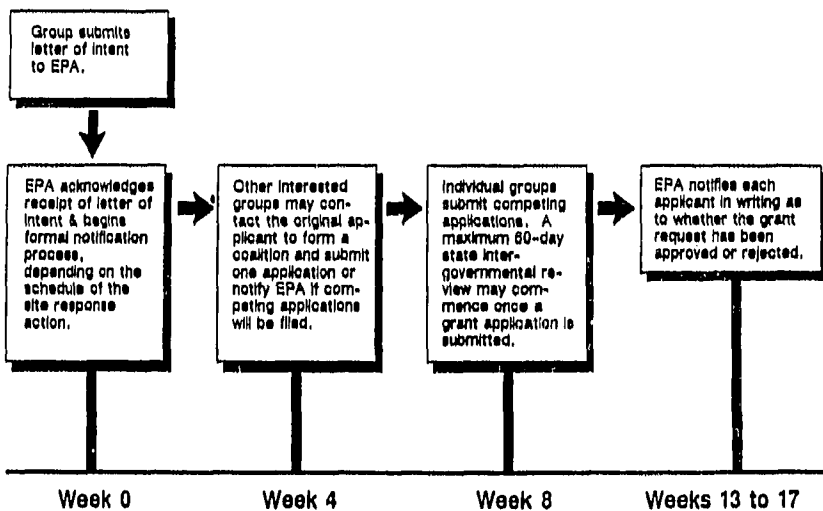 Group submits
letter of intent
to EPA.
EPA acknowledges
receipt of letter of
intent & begins
formal notification
process,
depending on the
schedule of the
site response
action.
Other interested
groups may con-
tact the original ap-
plicant to form a
coalition and submit
one application or
notify EPA if com-
peting applications
will be filed.
Individual groups
submit competing
applications. A
maximum 60-day
state inter-
governmental re-
view may com-
mence once a
grant application is
submitted.
EPA notifies each
applicant in writing as
to whether the grant
request has been
approved or rejected.
Week 0
Week 4
Week 8
Weeks 13 to 17